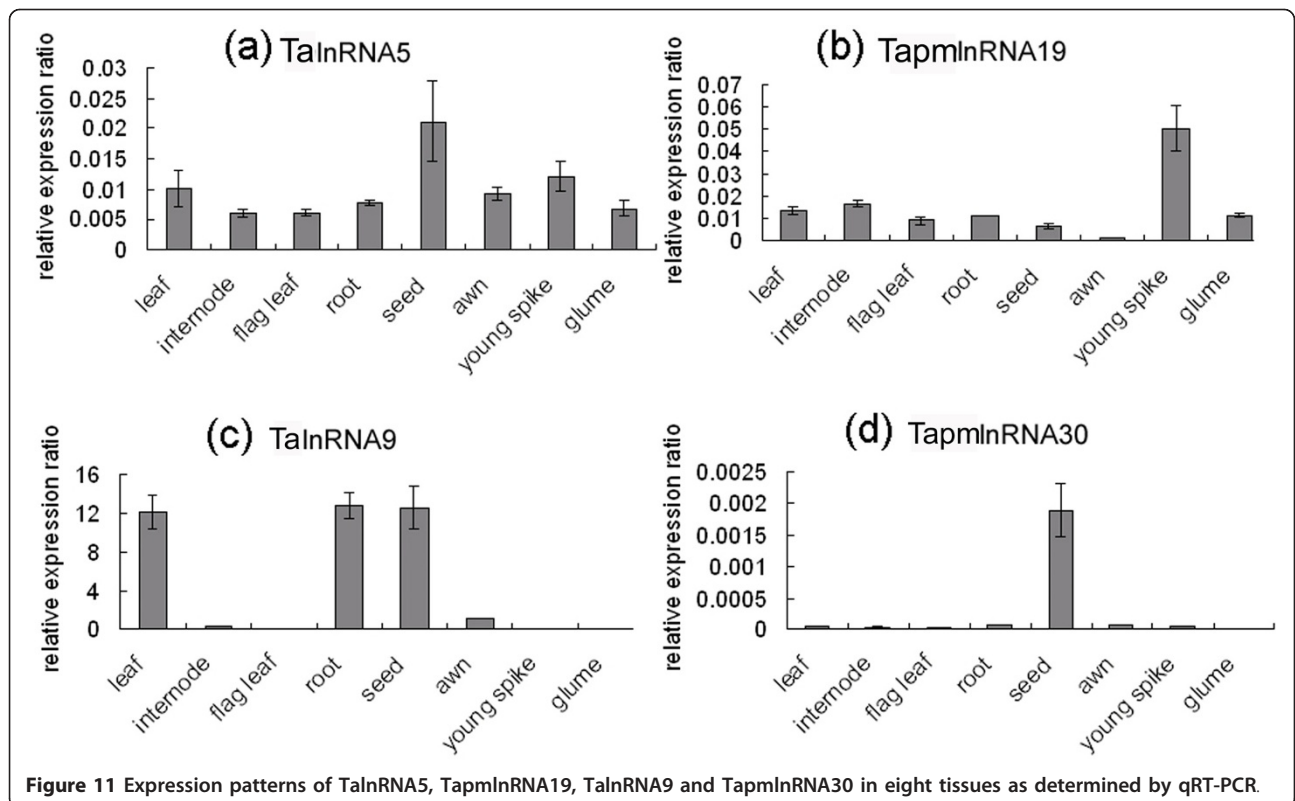 (a) TalnRNA5
relative expression ratio
0.03
0.025
0.02
0.015
0.01
0.005
0
leaf
internode
flag leaf
root
seed
awn
young spike
glume
(b) TapmlnRNA19
relative expression ratio
0.07
0.06
0.05
0.04
0.03
0.02
0.01
0
leaf
internode
flag leaf
root
seed
awn
young spike
glume
(c) TalnRNA9
relative expression ratio
16
12
8
4
0
leaf
internode
flag leaf
root
seed
awn
young spike
glume
(d) TapmlnRNA30
relative expression ratio
0.0025
0.002
0.0015
0.001
0.0005
0
leaf
internode
flag leaf
root
seed
awn
young spike
glume
Figure 11 Expression patterns of TalnRNA5, TapmlnRNA19, TalnRNA9 and TapmlnRNA30 in eight tissues as determined by qRT-PCR.